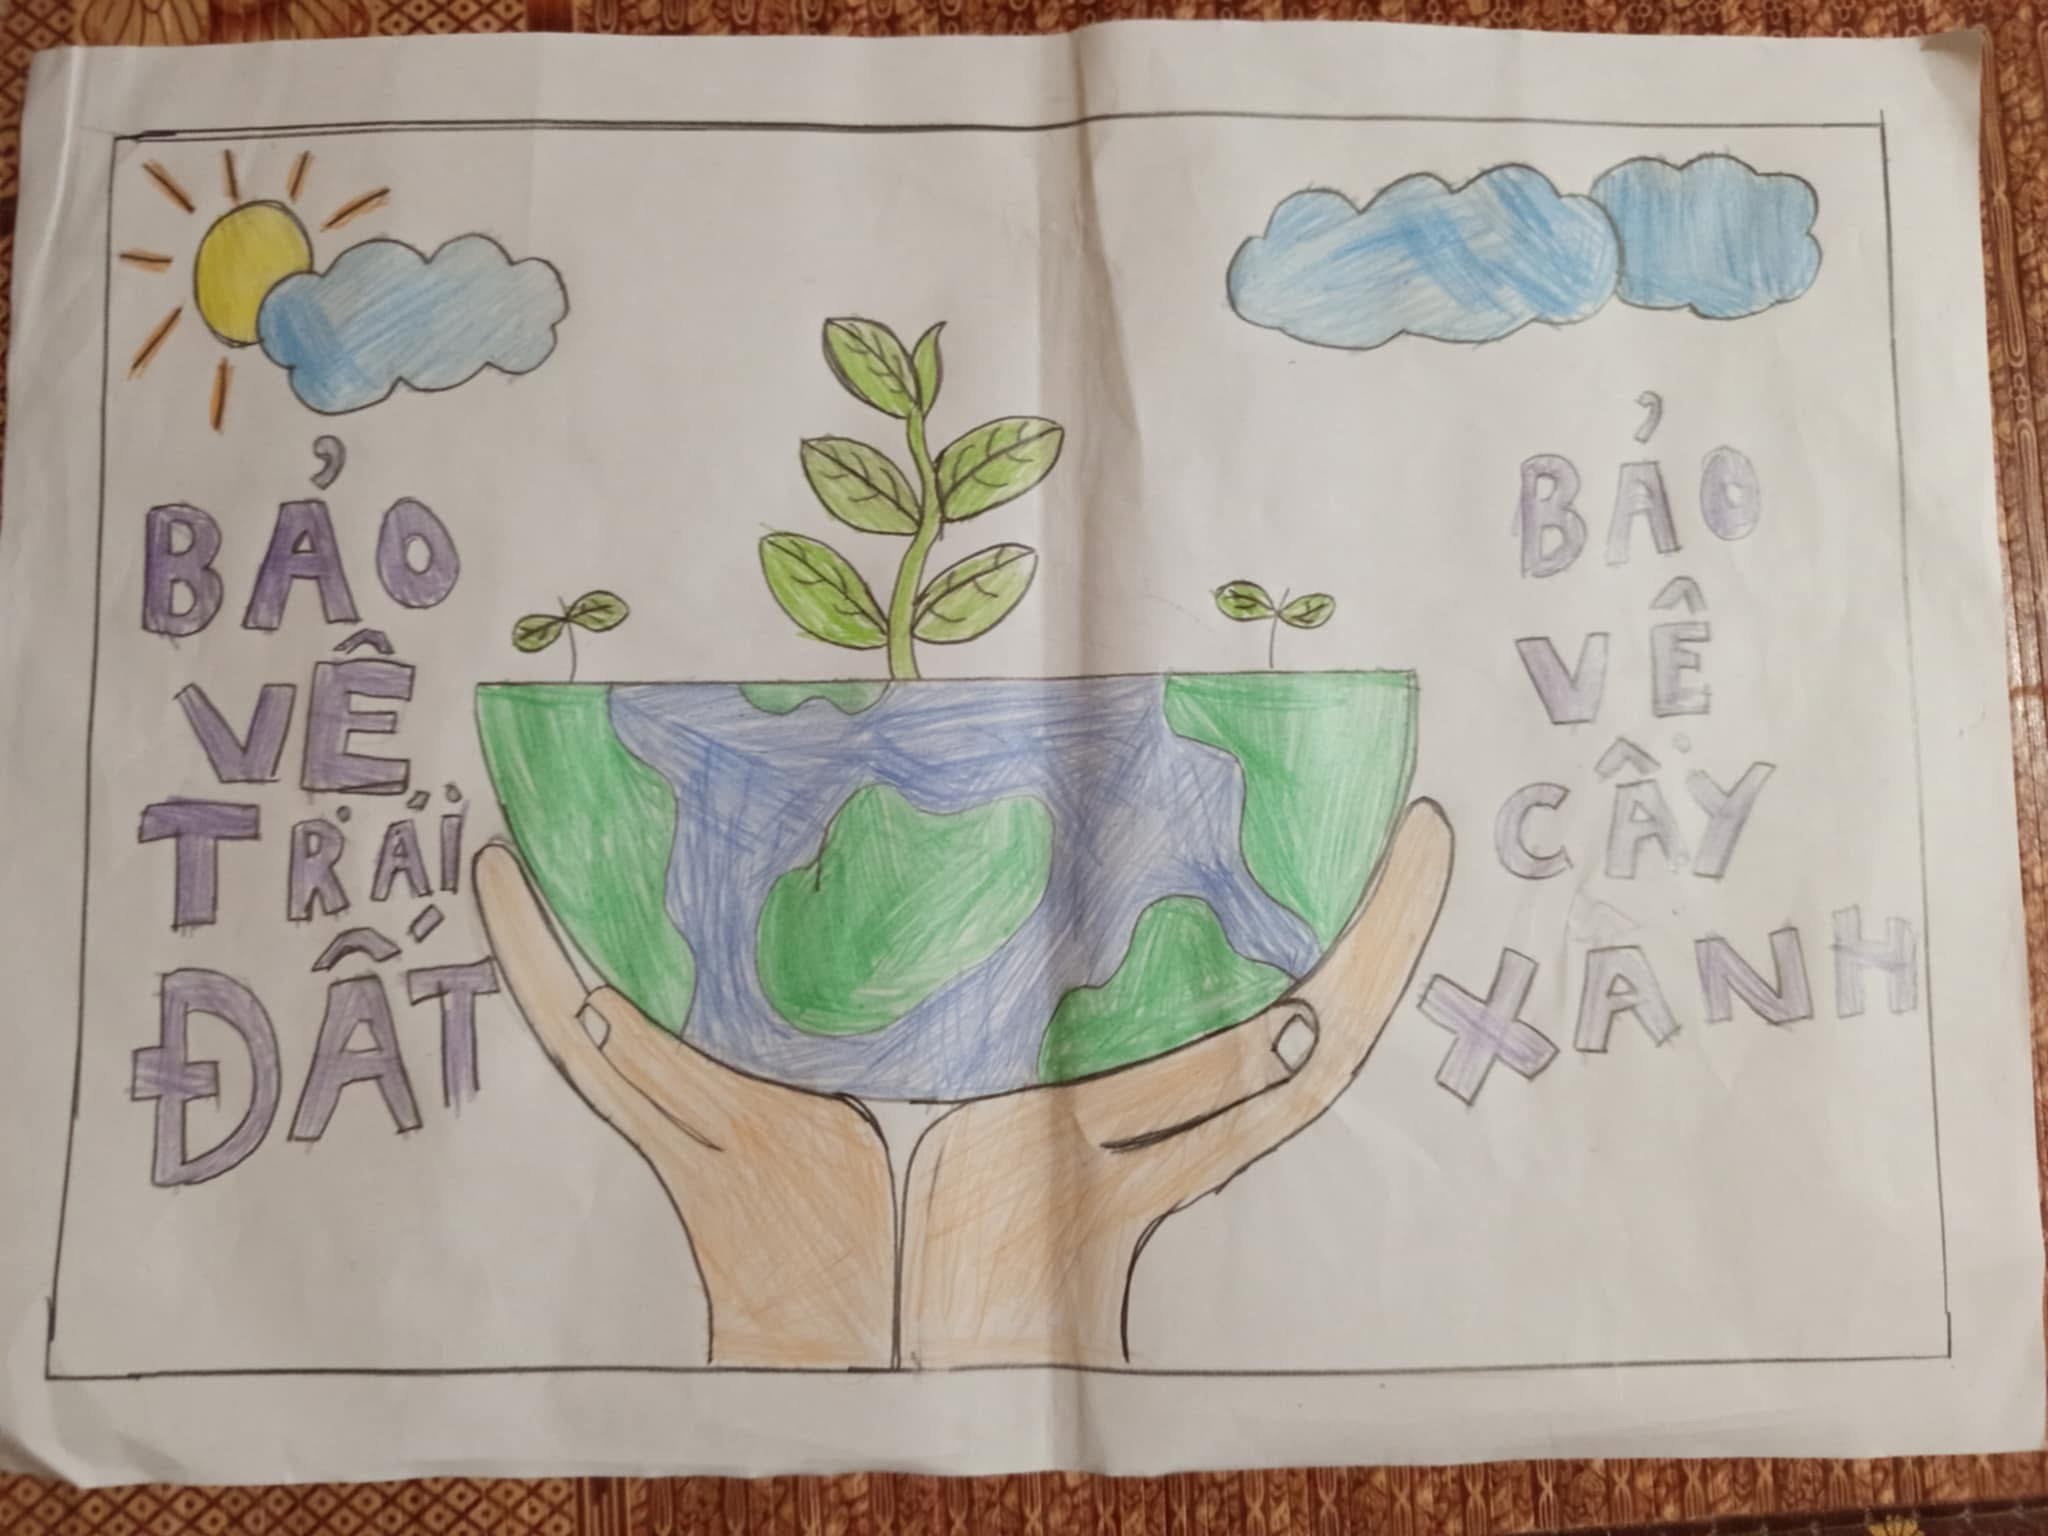 BẢO
VỆ
TRÁI
ĐẤT
BẢO
VỆ
CÂY
XANH